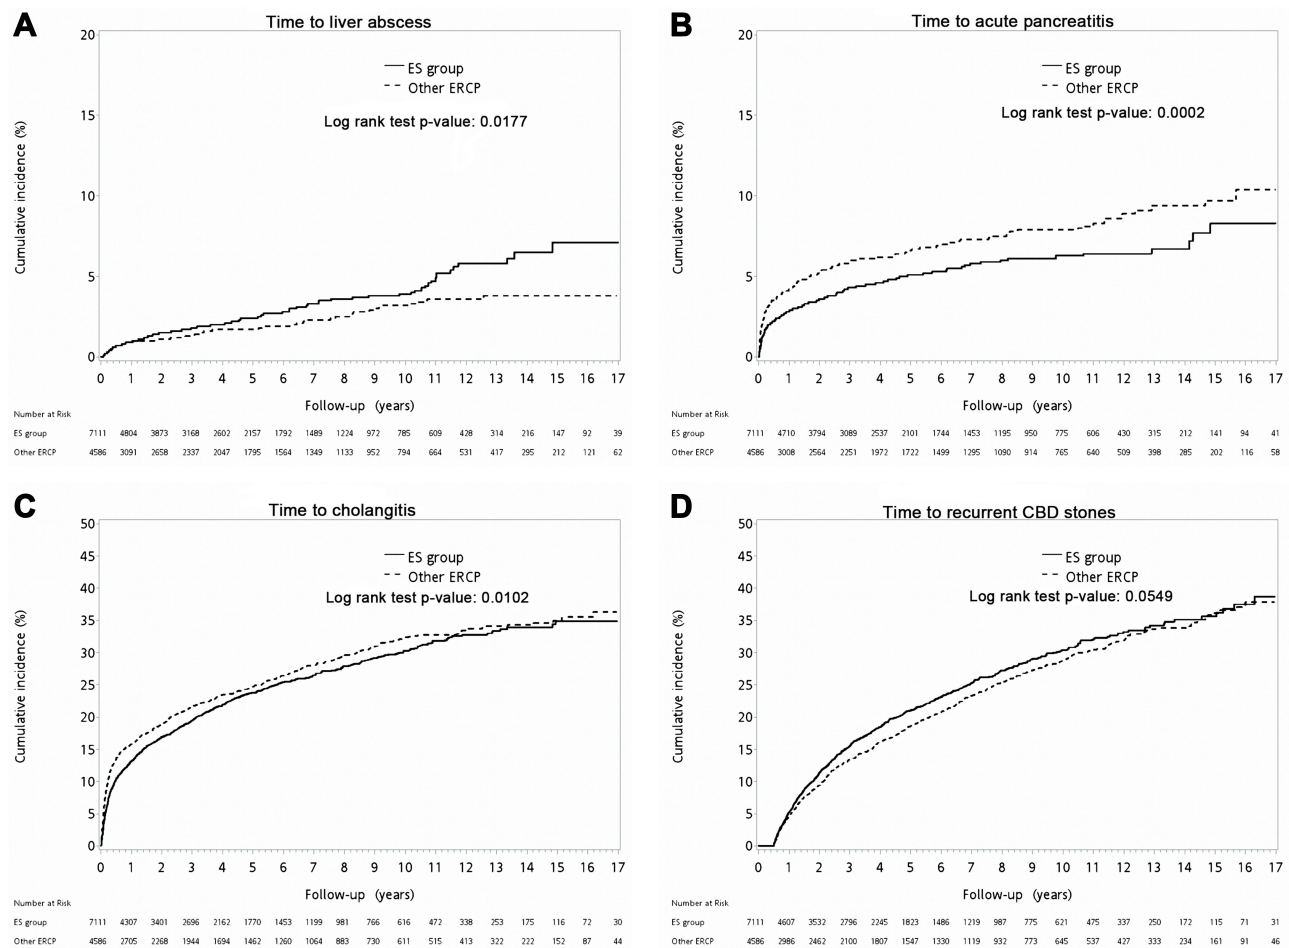 A
Time to liver abscess
20
15
10
5
0
Cumulative incidence (%)
ES group
Other ERCP
Log rank test p-value: 0.0177
0 1 2 3 4 5 6 7 8 9 10 11 12 13 14 15 16 17
Follow-up (years)
Number at Risk
ES group 7111 4804 3873 3168 2602 2157 1792 1489 1224 972 785 609 428 314 216 147 92 39
Other ERCP 4586 3091 2658 2337 2047 1795 1564 1349 1133 952 794 664 531 417 295 212 121 62
B
Time to acute pancreatitis
20
15
10
5
0
Cumulative incidence (%)
ES group
Other ERCP
Log rank test p-value: 0.0002
0 1 2 3 4 5 6 7 8 9 10 11 12 13 14 15 16 17
Follow-up (years)
Number at Risk
ES group 7111 4710 3794 3089 2537 2101 1744 1453 1195 950 775 606 430 315 212 141 94 41
Other ERCP 4586 3008 2564 2251 1972 1722 1499 1295 1090 914 765 640 509 398 285 202 116 58
C
Time to cholangitis
50
45
40
35
30
25
20
15
10
5
0
Cumulative incidence (%)
ES group
Other ERCP
Log rank test p-value: 0.0102
0 1 2 3 4 5 6 7 8 9 10 11 12 13 14 15 16 17
Follow-up (years)
Number at Risk
ES group 7111 4307 3401 2696 2162 1770 1453 1199 981 766 616 472 338 253 175 116 72 30
Other ERCP 4586 2705 2268 1944 1694 1462 1260 1064 883 730 611 515 413 322 222 152 87 44
D
Time to recurrent CBD stones
50
45
40
35
30
25
20
15
10
5
0
Cumulative incidence (%)
ES group
Other ERCP
Log rank test p-value: 0.0549
0 1 2 3 4 5 6 7 8 9 10 11 12 13 14 15 16 17
Follow-up (years)
Number at Risk
ES group 7111 4607 3532 2796 2245 1823 1486 1219 987 775 621 475 337 250 172 115 71 31
Other ERCP 4586 2986 2462 2100 1807 1547 1330 1119 932 773 645 537 427 333 234 161 91 46